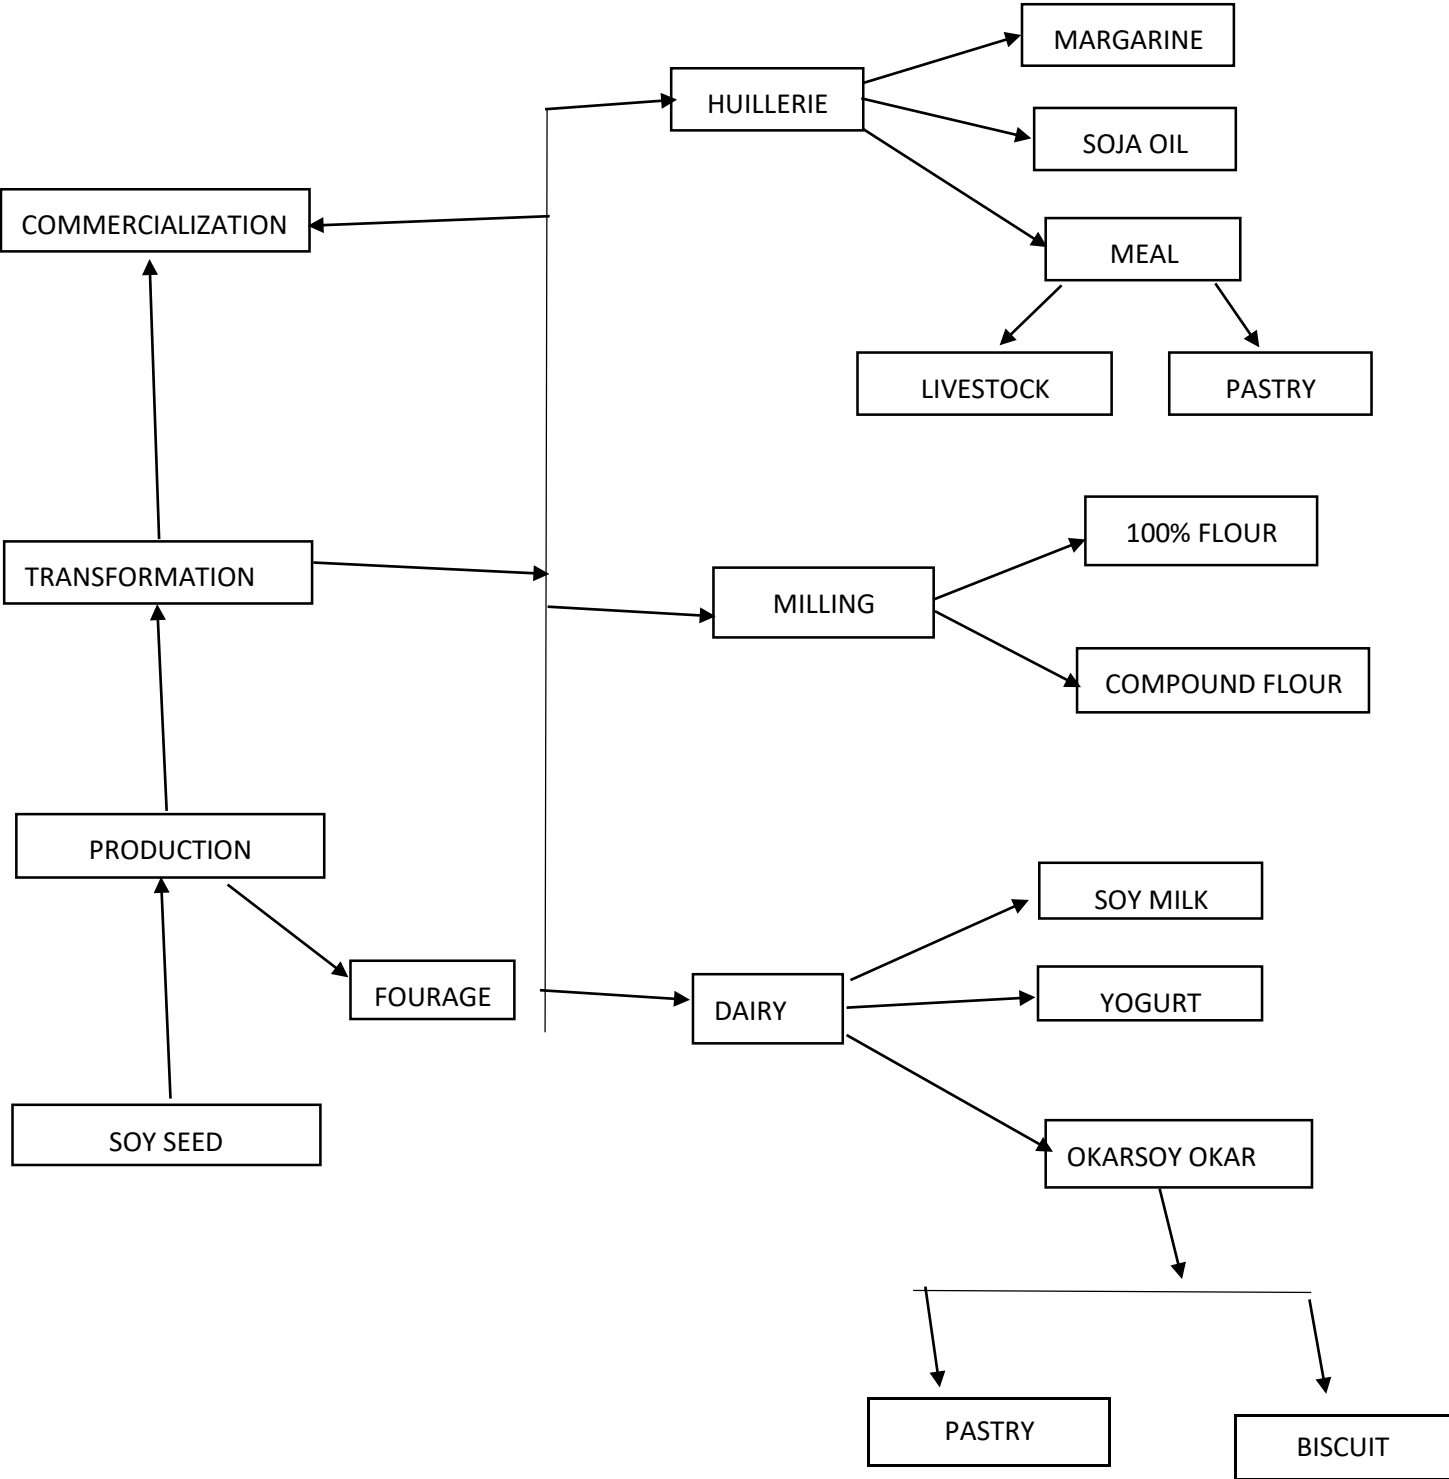 MARGARINE
HUILLERIE
SOJA OIL
COMMERCIALIZATION
MEAL
LIVESTOCK
PASTRY
100% FLOUR
TRANSFORMATION
MILLING
COMPOUND FLOUR
PRODUCTION
SOY MILK
FOURAGE
YOGURT
DAIRY
SOY SEED
OKARSOY OKAR
PASTRY
BISCUIT